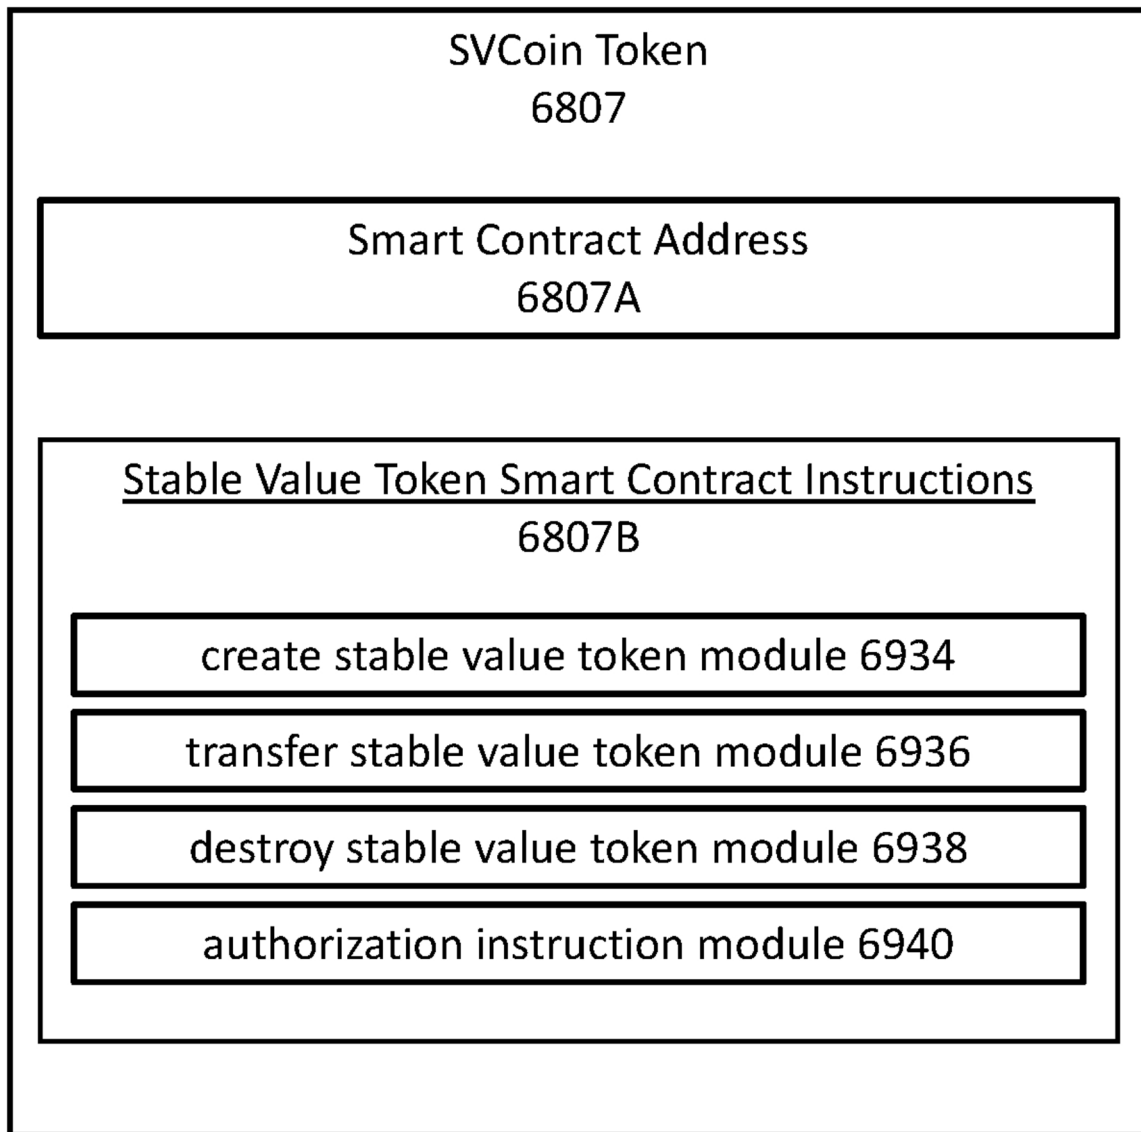 SVCoin Token
6807
Smart Contract Address
6807A
Stable Value Token Smart Contract Instructions
6807B
create stable value token module 6934
transfer stable value token module 6936
destroy stable value token module 6938
authorization instruction module 6940